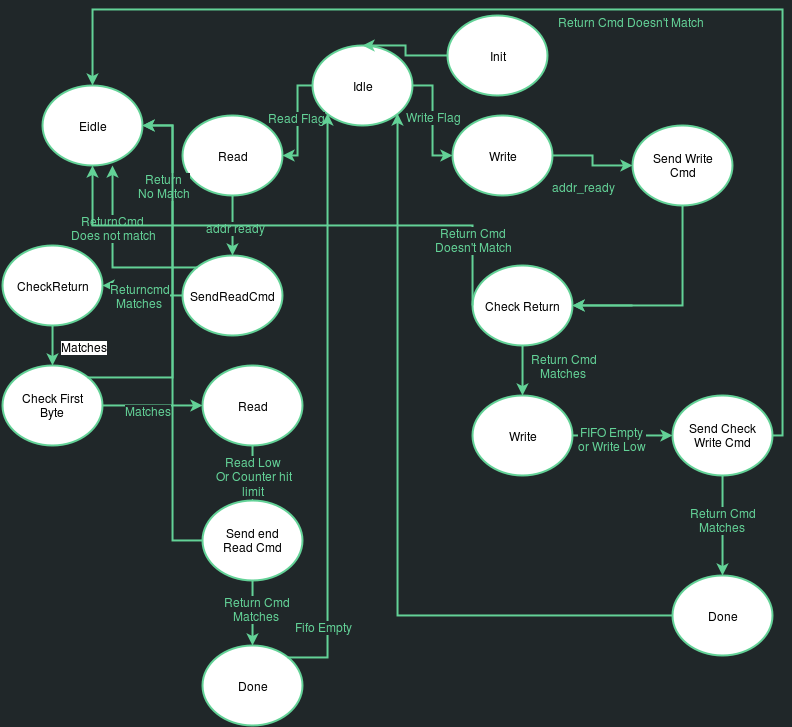 Return Cmd Doesn't Match
Init
Idle
Eidle
Read Flag
Write Flag
Read
Write
Send Write
Cmd
addr_ready
Return
No Match
ReturnCmd
Does not match
addr ready
Return Cmd
Doesn't Match
CheckReturn
Returncmd
Matches
SendReadCmd
Check Return
Matches
Return Cmd
Matches
Check First
Byte
Matches
Read
Write
FIFO Empty
or Write Low
Send Check
Write Cmd
Read Low
Or Counter hit
limit
Return Cmd
Matches
Send end
Read Cmd
Return Cmd
Matches
Fifo Empty
Done
Done